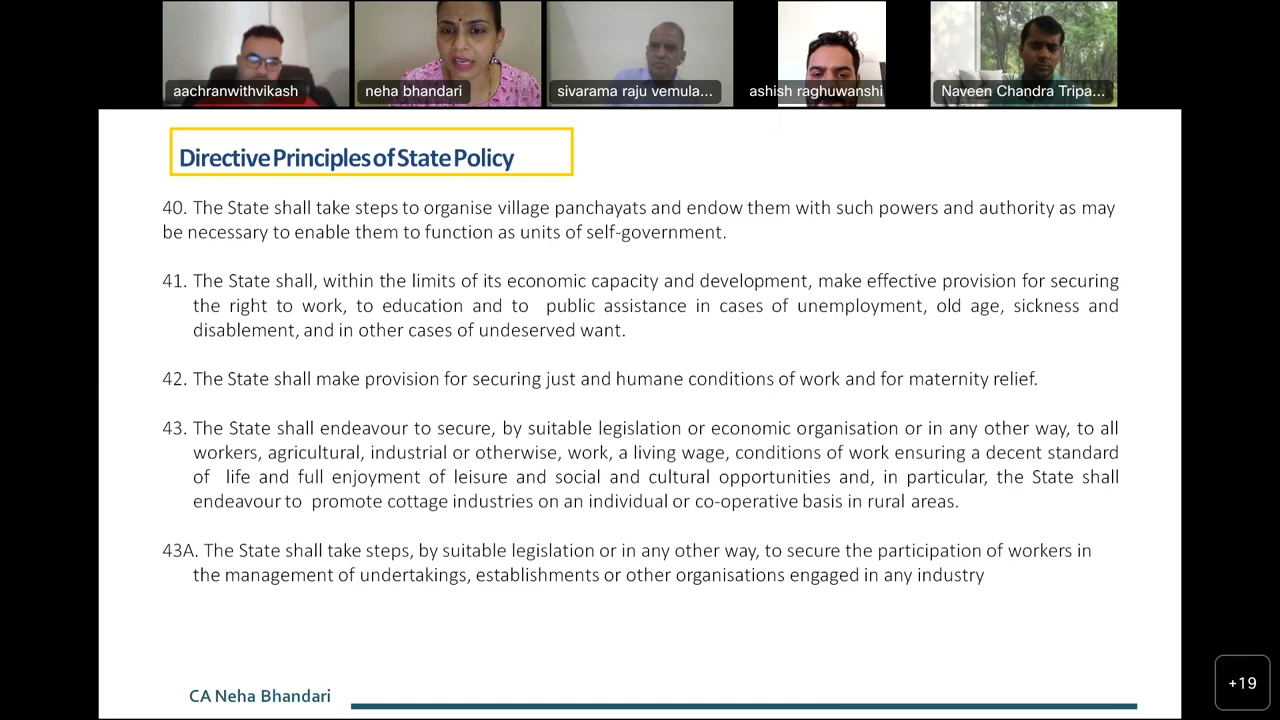 aachranwithvikash
neha bhandari
sivarama raju vemula...
ashish raghuwanshi
Naveen Chandra Tripa...
Directive Principles of State Policy
40. The State shall take steps to organise village panchayats and endow them with such powers and authority as may
be necessary to enable them to function as units of self-government.
41. The State shall, within the limits of its economic capacity and development, make effective provision for securing
the right to work, to education and to public assistance in cases of unemployment, old age, sickness and
disablement, and in other cases of undeserved want.
42. The State shall make provision for securing just and humane conditions of work and for maternity relief.
43. The State shall endeavour to secure, by suitable legislation or economic organisation or in any other way, to all
workers, agricultural, industrial or otherwise, work, a living wage, conditions of work ensuring a decent standard
of life and full enjoyment of leisure and social and cultural opportunities and, in particular, the State shall
endeavour to promote cottage industries on an individual or co-operative basis in rural areas.
43A. The State shall take steps, by suitable legislation or in any other way, to secure the participation of workers in
the management of undertakings, establishments or other organisations engaged in any industry
CA Neha Bhandari
+19